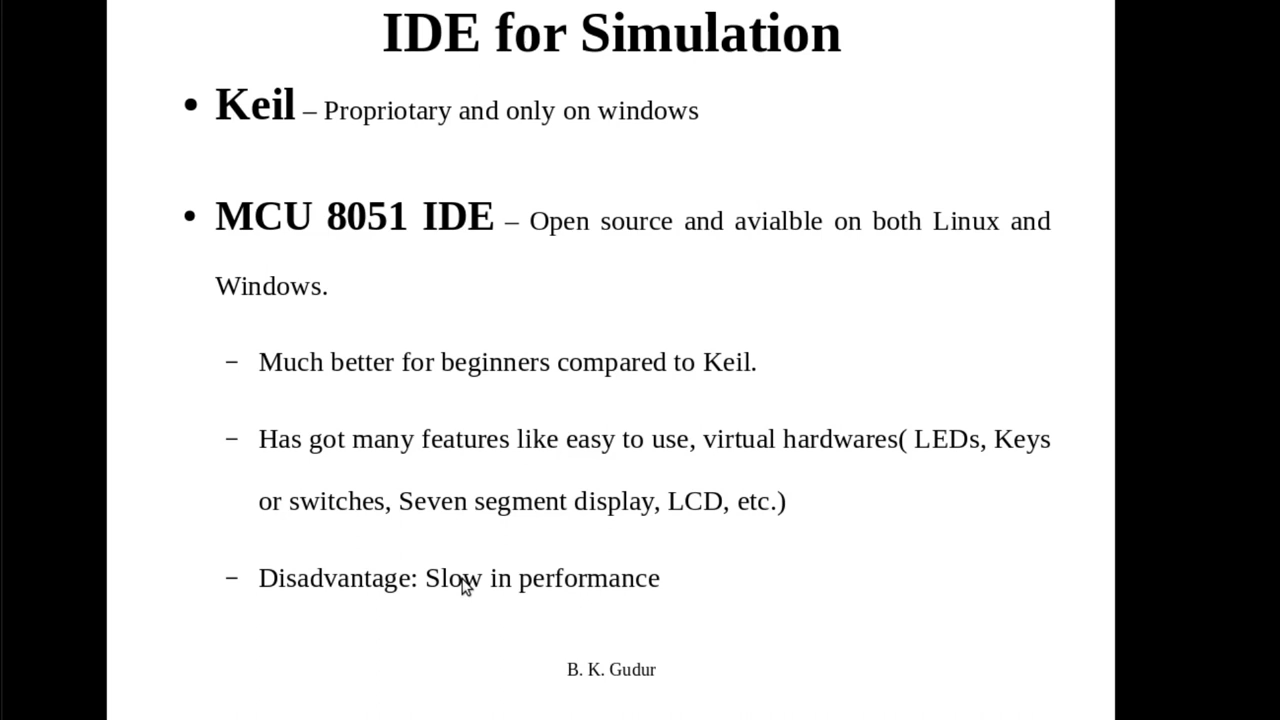 IDE for Simulation
• Keil – Propriotary and only on windows
• MCU 8051 IDE – Open source and avialble on both Linux and
Windows.
– Much better for beginners compared to Keil.
– Has got many features like easy to use, virtual hardwares( LEDs, Keys
or switches, Seven segment display, LCD, etc.)
– Disadvantage: Slow in performance
B. K. Gudur